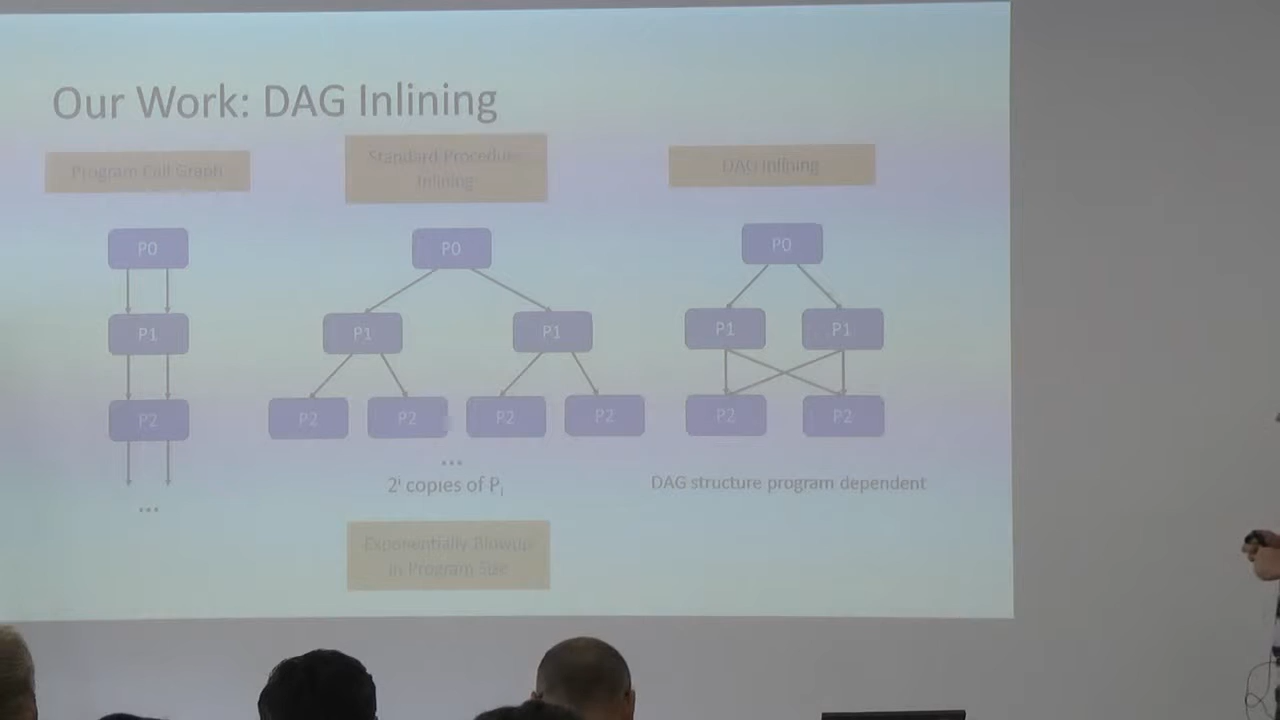 Our Work: DAG Inlining
Program Call Graph
Standard Procedure
Inlining
DAG Inlining
P0
P0
P0
P1
P1
P1
P1
P1
P2
P2
P2
P2
P2
P2
P2
...
...
2ⁱ copies of Pᵢ
DAG structure program dependent
Exponentially Blowup
in Program Size